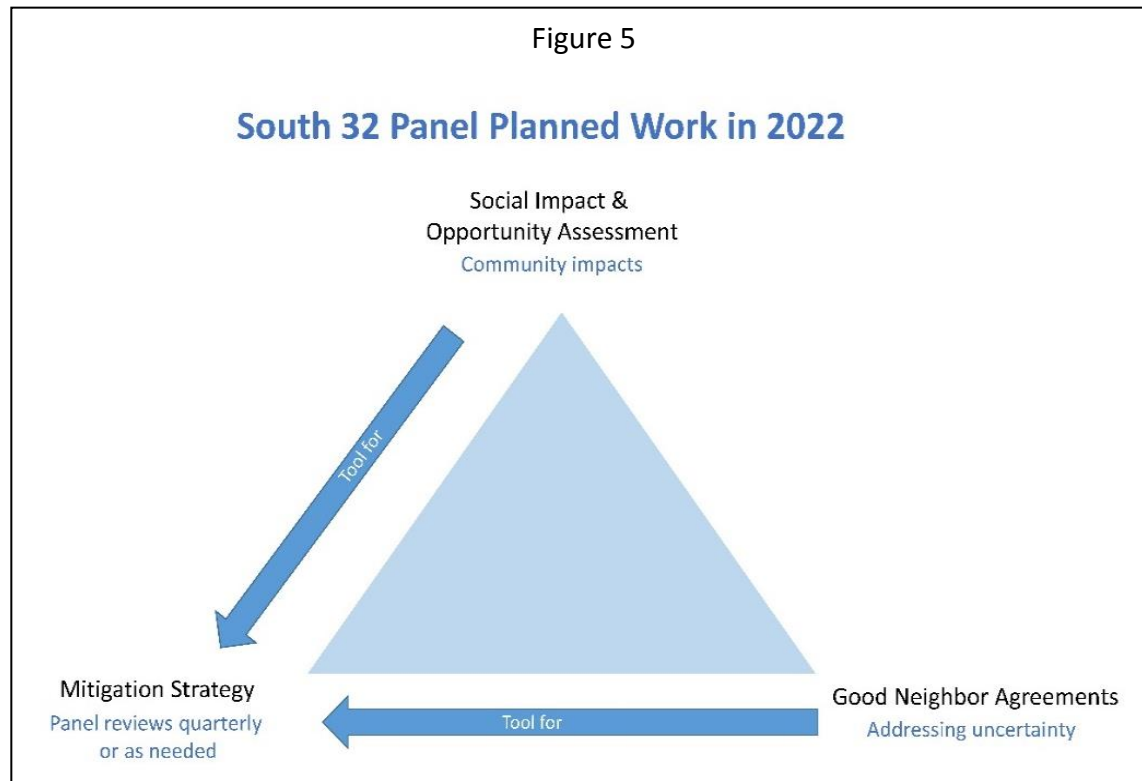 Figure 5
South 32 Panel Planned Work in 2022
Social Impact &
Opportunity Assessment
Community impacts
Tool for
Mitigation Strategy
Panel reviews quarterly
or as needed
Tool for
Good Neighbor Agreements
Addressing uncertainty